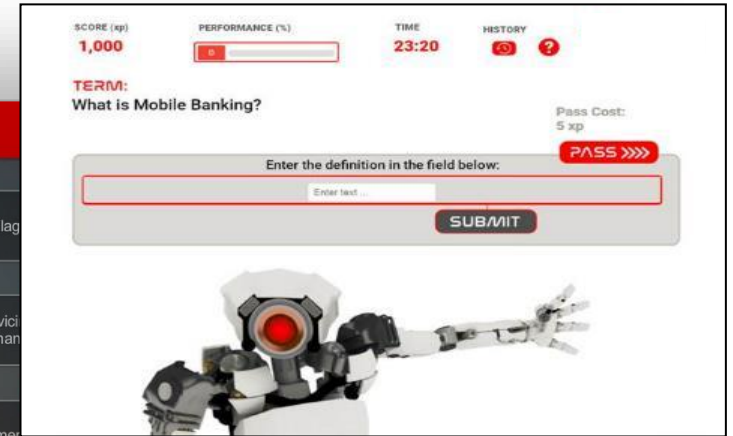 SCORE (xp) PERFORMANCE (%) TIME HISTORY
1,000 0 23:20 ?
TERM:
What is Mobile Banking?
Pass Cost:
5 xp
PASS >>>>
Enter the definition in the field below:
Enter text ...
SUBMIT